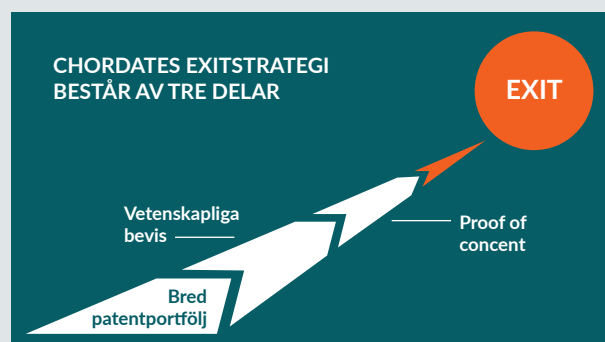 CHORDATES EXITSTRATEGI
BESTÅR AV TRE DELAR
EXIT
Vetenskapliga
bevis
Proof of
concent
Bred
patentportfölj